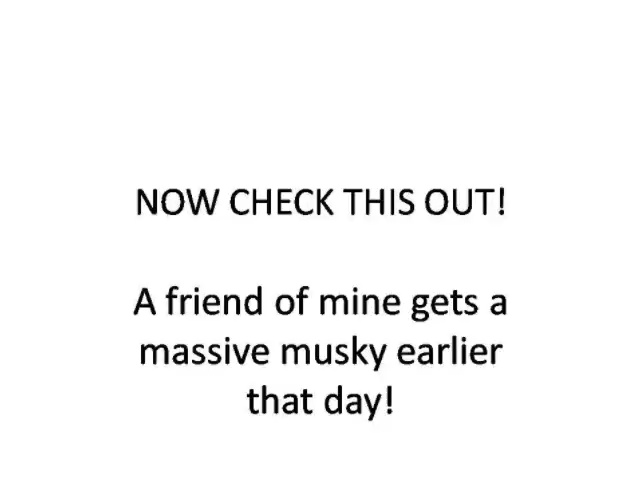 NOW CHECK THIS OUT!
A friend of mine gets a
massive musky earlier
that day!